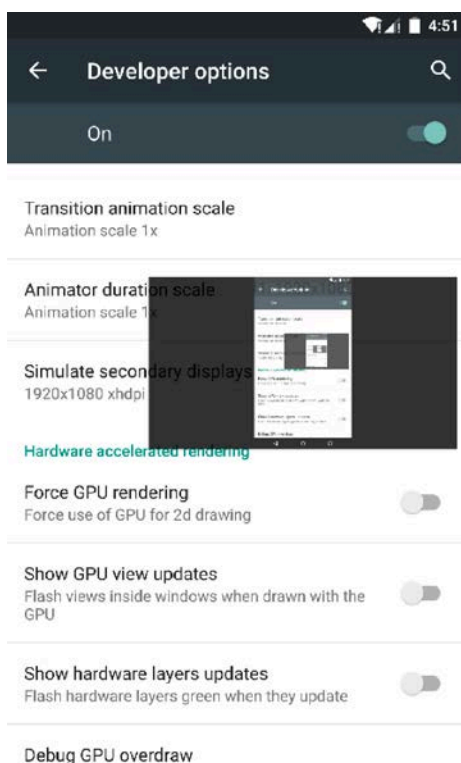 4:51
Developer options
On
Transition animation scale
Animation scale 1x
Animator duration scale
Animation scale 1x
Simulate secondary displays
1920x1080 xhdpi
Hardware accelerated rendering
Force GPU rendering
Force use of GPU for 2d drawing
Show GPU view updates
Flash views inside windows when drawn with the
GPU
Show hardware layers updates
Flash hardware layers green when they update
Debug GPU overdraw